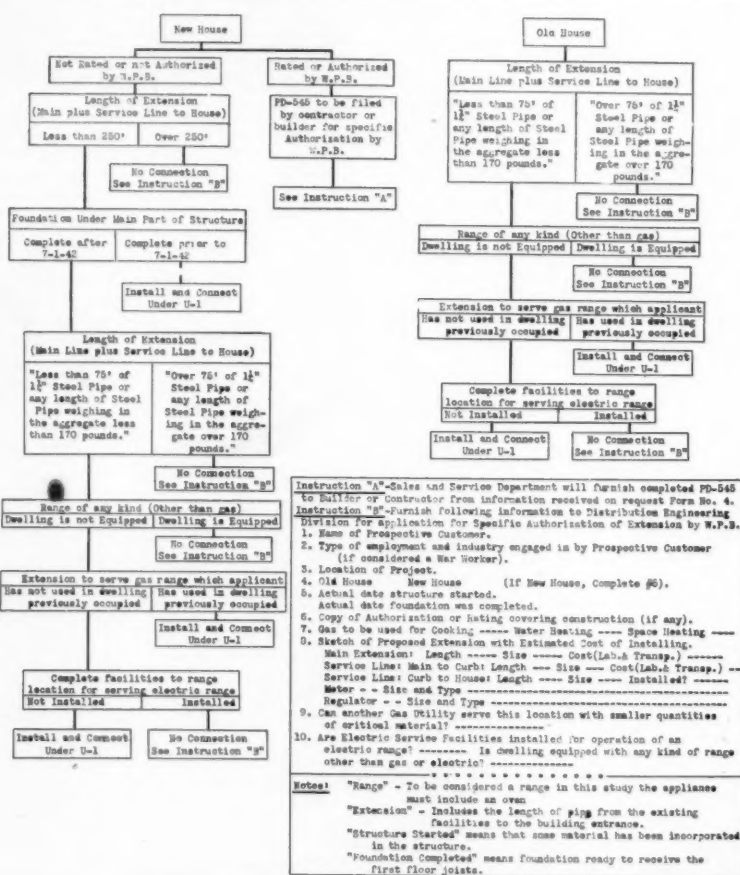 New House
Not Rated or not Authorized
by W.P.B.
Rated or Authorized
by W.P.B.
Length of Extension
(Main plus Service Line to House)
Less than 250'
Over 250'
PD-545 to be filed
by contractor or
builder for specific
Authorization by
W.P.B.
No Connection
See Instruction "B"
See Instruction "A"
Foundation Under Main Part of Structure
Complete after
7-1-42
Complete prior to
7-1-42
Install and Connect
Under U-1
Length of Extension
(Main Line plus Service Line to House)
"Less than 75' of
1¼" Steel Pipe or
any length of Steel
Pipe weighing in
the aggregate less
than 170 pounds."
"Over 75' of 1¼"
Steel Pipe or
any length of
Steel Pipe weigh-
ing in the aggre-
gate over 170
pounds."
No Connection
See Instruction "B"
Range of any kind (Other than gas)
Dwelling is not Equipped
Dwelling is Equipped
No Connection
See Instruction "B"
Extension to serve gas range which applicant
Has not used in dwelling
previously occupied
Has used in dwelling
previously occupied
Install and Connect
Under U-1
Complete facilities to range
location for serving electric range
Not Installed
Installed
Install and Connect
Under U-1
No Connection
See Instruction "B"
Old House
Length of Extension
(Main Line plus Service Line to House)
"Less than 75' of
1¼" Steel Pipe or
any length of Steel
Pipe weighing in
the aggregate less
than 170 pounds."
"Over 75' of 1¼"
Steel Pipe or
any length of
Steel Pipe weigh-
ing in the aggre-
gate over 170
pounds."
No Connection
See Instruction "B"
Range of any kind (Other than gas)
Dwelling is not Equipped
Dwelling is Equipped
No Connection
See Instruction "B"
Extension to serve gas range which applicant
Has not used in dwelling
previously occupied
Has used in dwelling
previously occupied
Install and Connect
Under U-1
Complete facilities to range
location for serving electric range
Not Installed
Installed
Install and Connect
Under U-1
No Connection
See Instruction "B"
Instruction "A"-Sales and Service Department will furnish completed PD-545
to Builder or Contractor from information received on request Form No. 4.
Instruction "B"-Furnish following information to Distribution Engineering
Division for application for Specific Authorization of Extension by W.P.B.
1. Name of Prospective Customer.
2. Type of employment and industry engaged in by Prospective Customer
(if considered a War Worker).
3. Location of Project.
4. Old House New House (If New House, Complete #6).
5. Actual date structure started.
Actual date foundation was completed.
6. Copy of Authorization or Rating covering construction (if any).
7. Gas to be used for Cooking ----- Water Heating ---- Space Heating ----
8. Sketch of Proposed Extension with Estimated Cost of Installing.
Main Extension: Length ----- Size ---- Cost(Lab.& Transp.) -----
Service Line: Main to Curb: Length --- Size --- Cost(Lab.& Transp.) --
Service Line: Curb to House: Length ---- Size ---- Installed? ------
Meter - - Size and Type ----------------------------------------
Regulator - - Size and Type ------------------------------------
9. Can another Gas Utility serve this location with smaller quantities
of critical material? --------------
10. Are Electric Service Facilities installed for operation of an
electric range? -------- Is dwelling equipped with any kind of range
other than gas or electric? --------------
Notes: "Range" - To be considered a range in this study the appliance
must include an oven
"Extension" - Includes the length of pipe from the existing
facilities to the building entrance.
"Structure Started" means that some material has been incorporated
in the structure.
"Foundation Completed" means foundation ready to receive the
first floor joists.